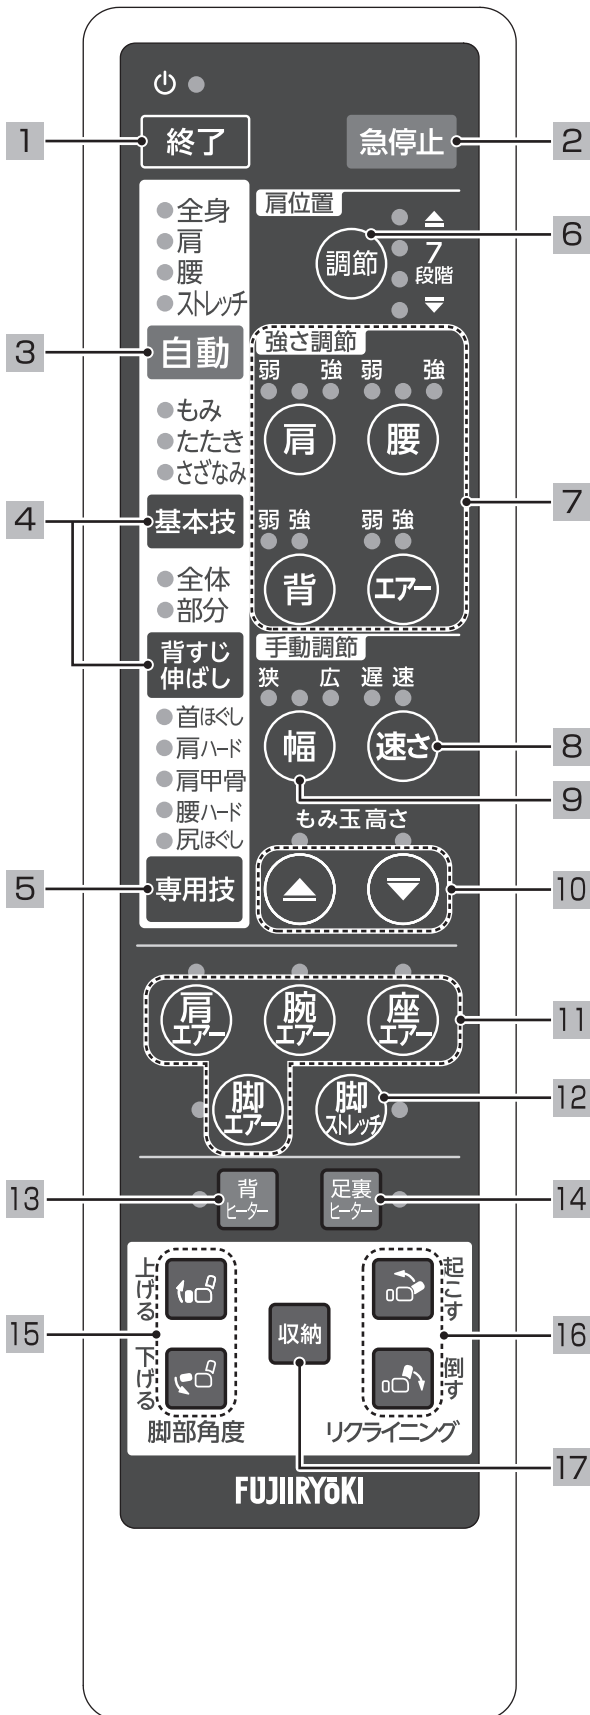 1
終了
急停止
2
全身
肩
腰
ストレッチ
3
自動
もみ
たたき
さざなみ
4
基本技
全体
部分
背すじ
伸ばし
首ほぐし
肩ハード
肩甲骨
腰ハード
尻ほぐし
5
専用技
肩位置
調節
7
段階
6
強さ調節
弱 強 弱 強
肩 腰
7
弱 強 弱 強
背 エアー
手動調節
狭 広 遅 速
幅 速さ
8
9
もみ玉高さ
10
肩
エアー
腕
エアー
座
エアー
11
脚
エアー
脚
ストレッチ
12
13
背
ヒーター
足裏
ヒーター
14
15
上げる
下げる
脚部角度
収納
起こす
倒す
リクライニング
16
17
FUJIIRYōKI